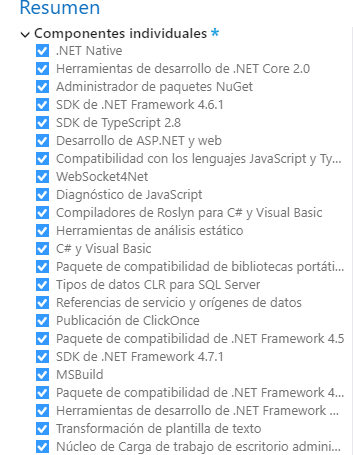 Resumen
Componentes individuales *
.NET Native
Herramientas de desarrollo de .NET Core 2.0
Administrador de paquetes NuGet
SDK de .NET Framework 4.6.1
SDK de TypeScript 2.8
Desarrollo de ASP.NET y web
Compatibilidad con los lenguajes JavaScript y Ty...
WebSocket4Net
Diagnóstico de JavaScript
Compiladores de Roslyn para C# y Visual Basic
Herramientas de análisis estático
C# y Visual Basic
Paquete de compatibilidad de bibliotecas portáti...
Tipos de datos CLR para SQL Server
Referencias de servicio y orígenes de datos
Publicación de ClickOnce
Paquete de compatibilidad de .NET Framework 4.5
SDK de .NET Framework 4.7.1
MSBuild
Paquete de compatibilidad de .NET Framework 4...
Herramientas de desarrollo de .NET Framework ...
Transformación de plantilla de texto
Núcleo de Carga de trabajo de escritorio admini...